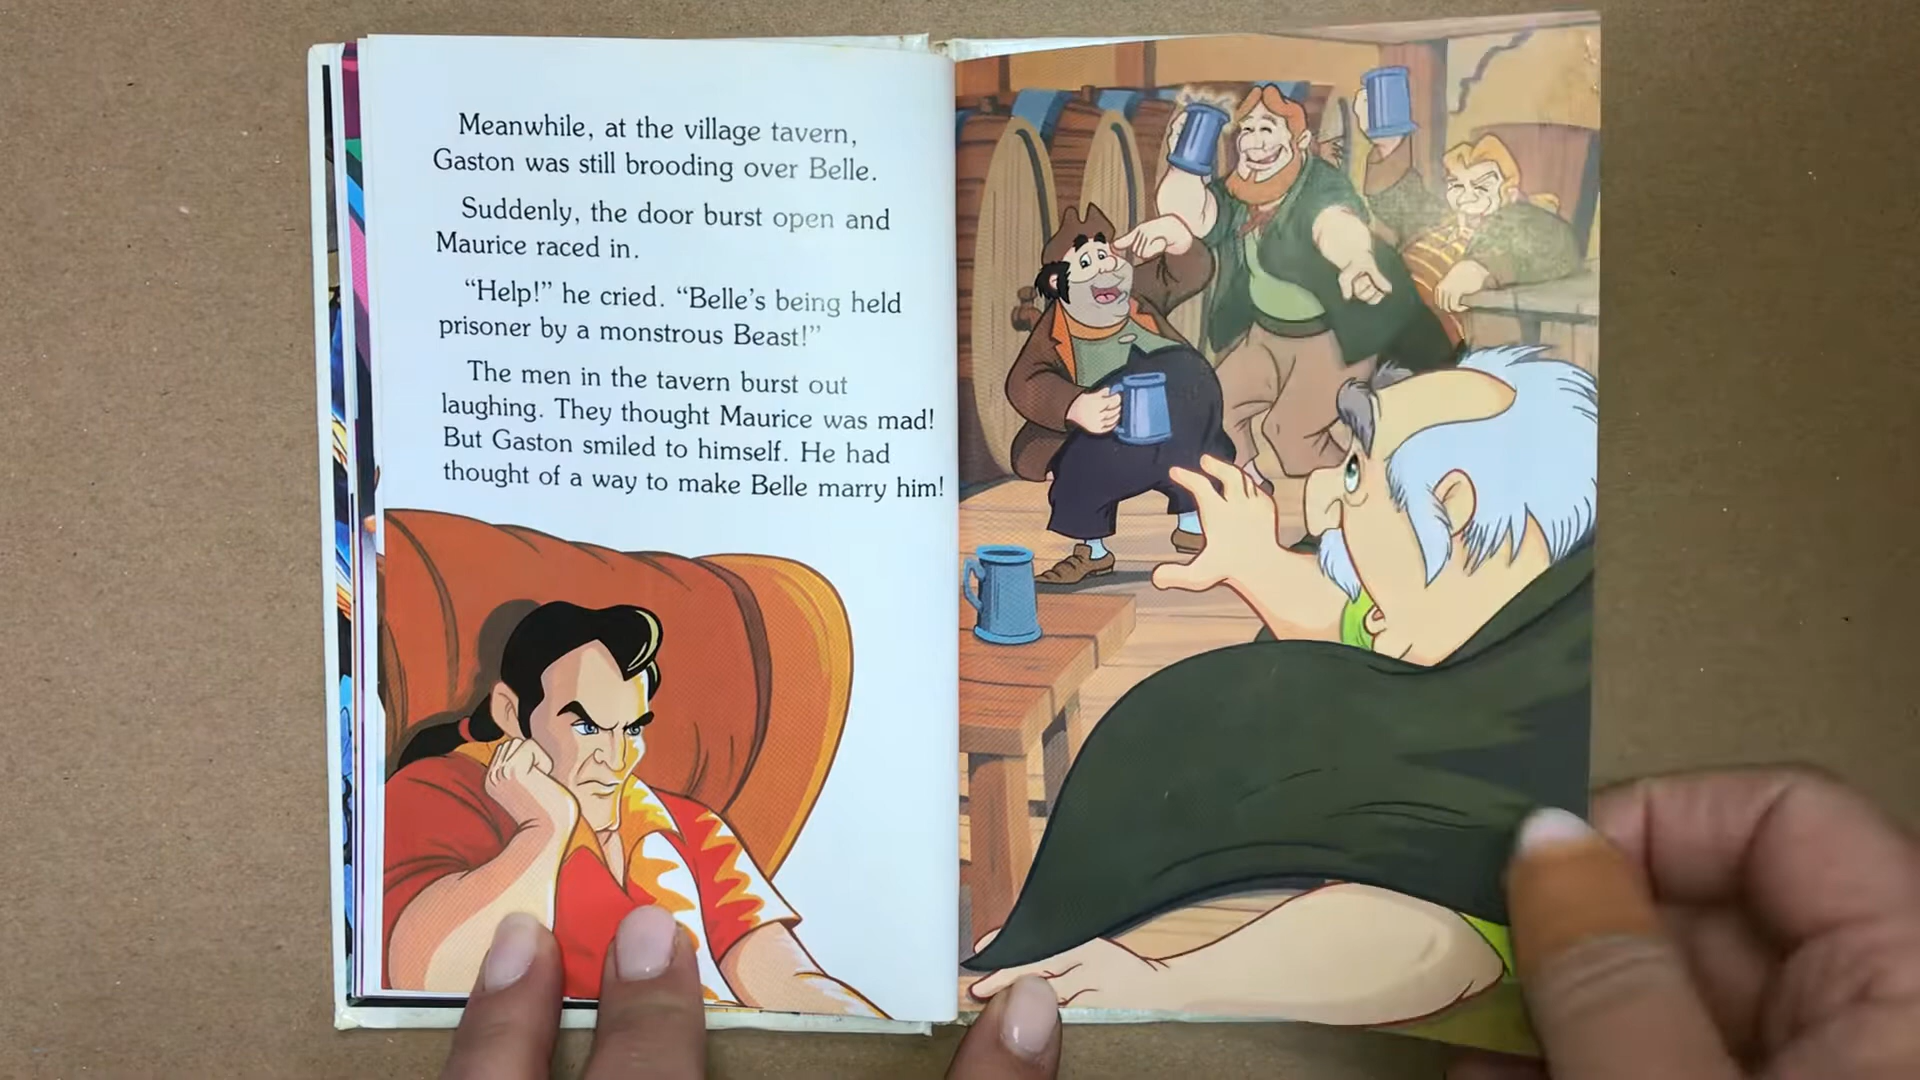 Meanwhile, at the village tavern,
Gaston was still brooding over Belle.
Suddenly, the door burst open and
Maurice raced in.
“Help!” he cried. “Belle’s being held
prisoner by a monstrous Beast!”
The men in the tavern burst out
laughing. They thought Maurice was mad!
But Gaston smiled to himself. He had
thought of a way to make Belle marry him!